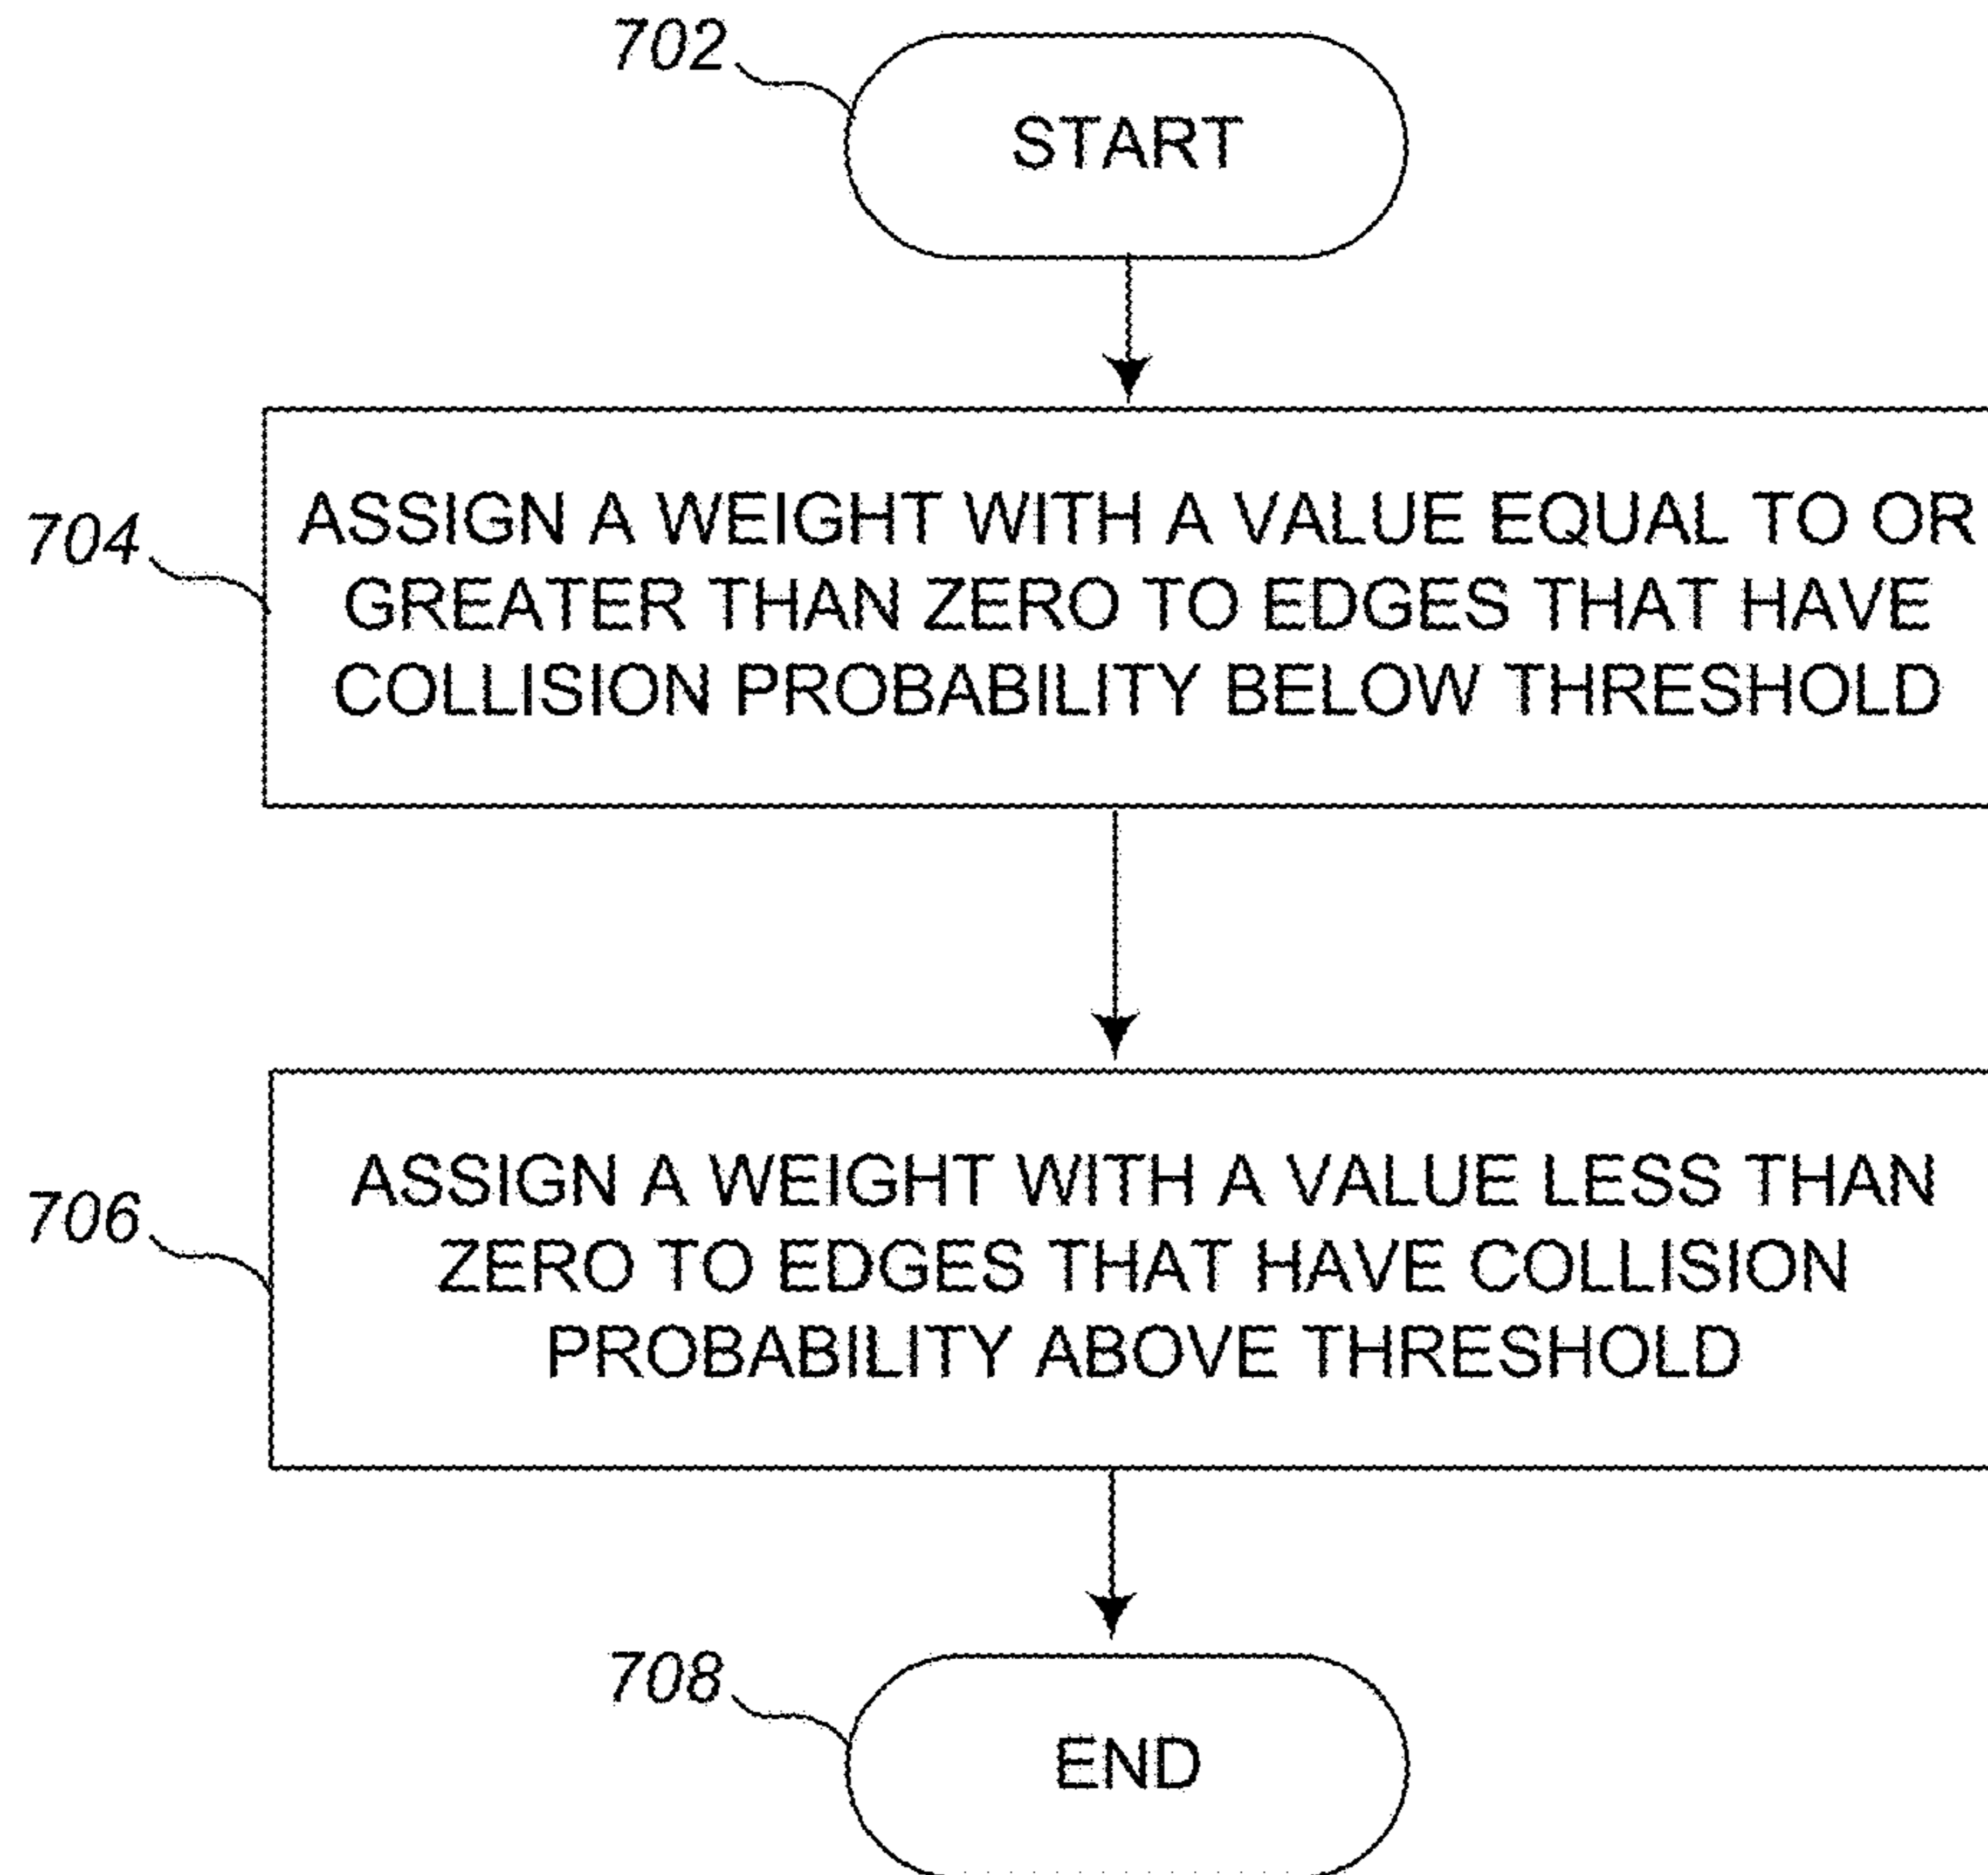 702
START
704
ASSIGN A WEIGHT WITH A VALUE EQUAL TO OR
GREATER THAN ZERO TO EDGES THAT HAVE
COLLISION PROBABILITY BELOW THRESHOLD
706
ASSIGN A WEIGHT WITH A VALUE LESS THAN
ZERO TO EDGES THAT HAVE COLLISION
PROBABILITY ABOVE THRESHOLD
708
END